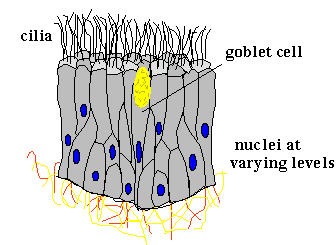 cilia
goblet cell
nuclei at
varying levels